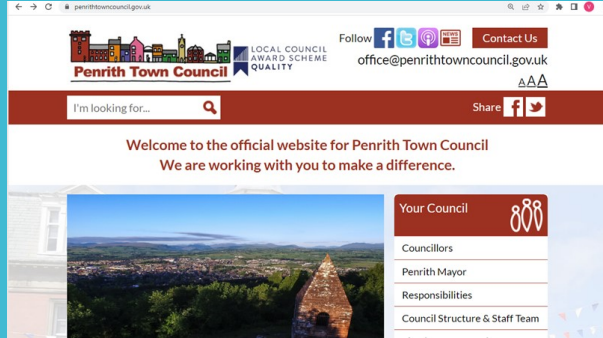 penrithtowncouncil.gov.uk
Penrith Town Council
LOCAL COUNCIL
AWARD SCHEME
QUALITY
Follow
NEWS
Contact Us
office@penrithtowncouncil.gov.uk
AAA
I'm looking for...
Share
Welcome to the official website for Penrith Town Council
We are working with you to make a difference.
Your Council
Councillors
Penrith Mayor
Responsibilities
Council Structure & Staff Team